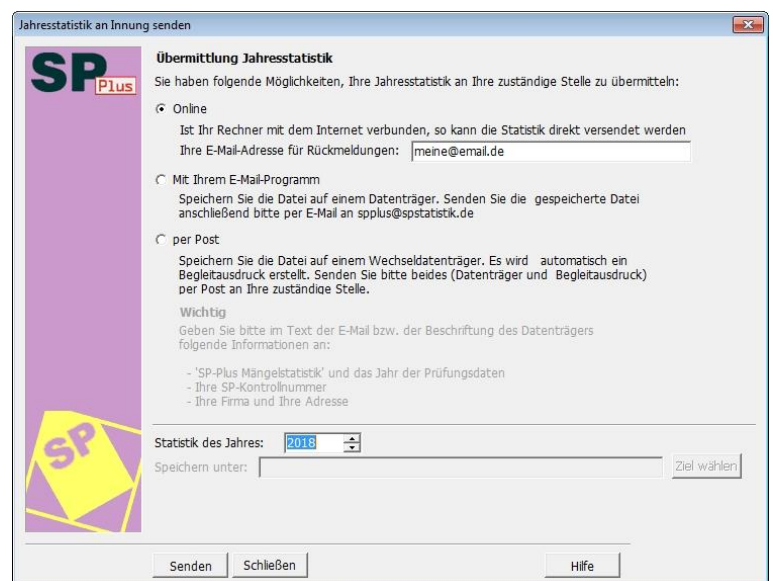 Jahresstatistik an Innung senden
SP
Plus
Übermittlung Jahresstatistik
Sie haben folgende Möglichkeiten, Ihre Jahresstatistik an Ihre zuständige Stelle zu übermitteln:
Online
Ist Ihr Rechner mit dem Internet verbunden, so kann die Statistik direkt versendet werden
Ihre E-Mail-Adresse für Rückmeldungen: meine@email.de
Mit Ihrem E-Mail-Programm
Speichern Sie die Datei auf einem Datenträger. Senden Sie die gespeicherte Datei
anschließend bitte per E-Mail an spplus@spstatistik.de
per Post
Speichern Sie die Datei auf einem Wechseldatenträger. Es wird automatisch ein
Begleitausdruck erstellt. Senden Sie bitte beides (Datenträger und Begleitausdruck)
per Post an Ihre zuständige Stelle.
Wichtig
Geben Sie bitte im Text der E-Mail bzw. der Beschriftung des Datenträgers
folgende Informationen an:
- 'SP-Plus Mängelstatistik' und das Jahr der Prüfungsdaten
- Ihre SP-Kontrollnummer
- Ihre Firma und Ihre Adresse
SP
Statistik des Jahres: 2018
Speichern unter: Ziel wählen
Senden Schließen Hilfe